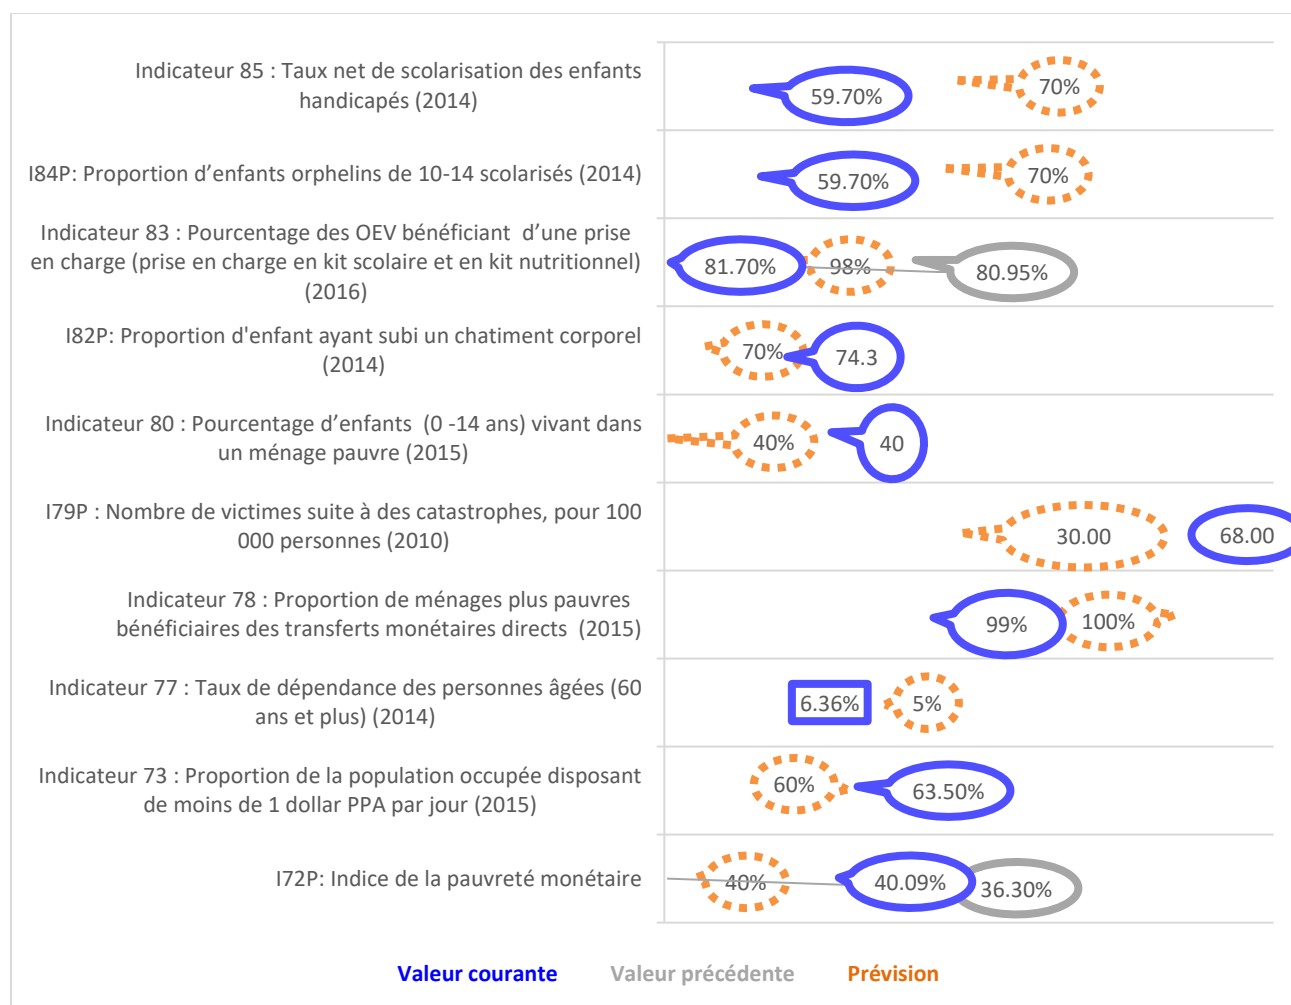 Indicateur 85 : Taux net de scolarisation des enfants
handicapés (2014)
59.70%
70%
I84P: Proportion d’enfants orphelins de 10-14 scolarisés (2014)
59.70%
70%
Indicateur 83 : Pourcentage des OEV bénéficiant  d’une prise
en charge (prise en charge en kit scolaire et en kit nutritionnel)
(2016)
81.70%
98%
80.95%
I82P: Proportion d'enfant ayant subi un chatiment corporel
(2014)
70%
74.3
Indicateur 80 : Pourcentage d’enfants  (0 -14 ans) vivant dans
un ménage pauvre (2015)
40%
40
I79P : Nombre de victimes suite à des catastrophes, pour 100
000 personnes (2010)
30.00
68.00
Indicateur 78 : Proportion de ménages plus pauvres
bénéficiaires des transferts monétaires directs  (2015)
99%
100%
Indicateur 77 : Taux de dépendance des personnes âgées (60
ans et plus) (2014)
6.36%
5%
Indicateur 73 : Proportion de la population occupée disposant
de moins de 1 dollar PPA par jour (2015)
60%
63.50%
I72P: Indice de la pauvreté monétaire
40%
40.09%
36.30%
Valeur courante
Valeur précédente
Prévision